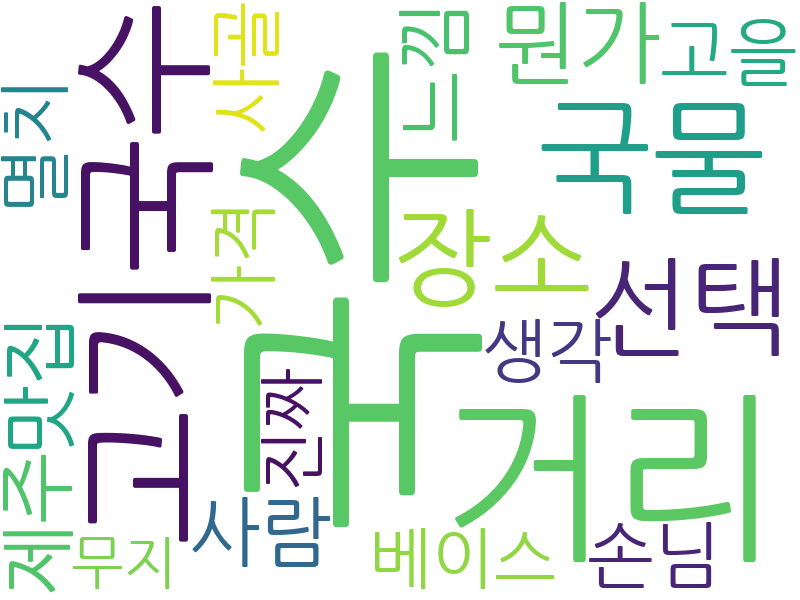 국수
고기국수
거리
국물
선택
장소
뭔가
고을
사골
느낌
멸치
가격
생각
진짜
맛집
제주
사람
무지
베이스
손님